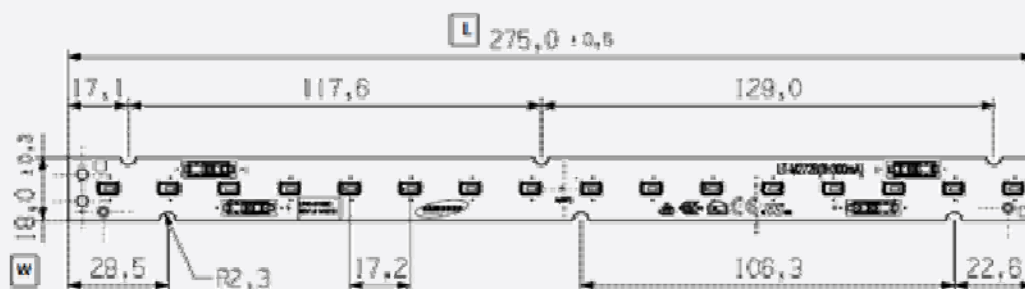 L 275,0 ±0,5
17,1 117,6 129,0
18,0 ±0,3
W
28,5 R2,3 17,2 106,3 22,6